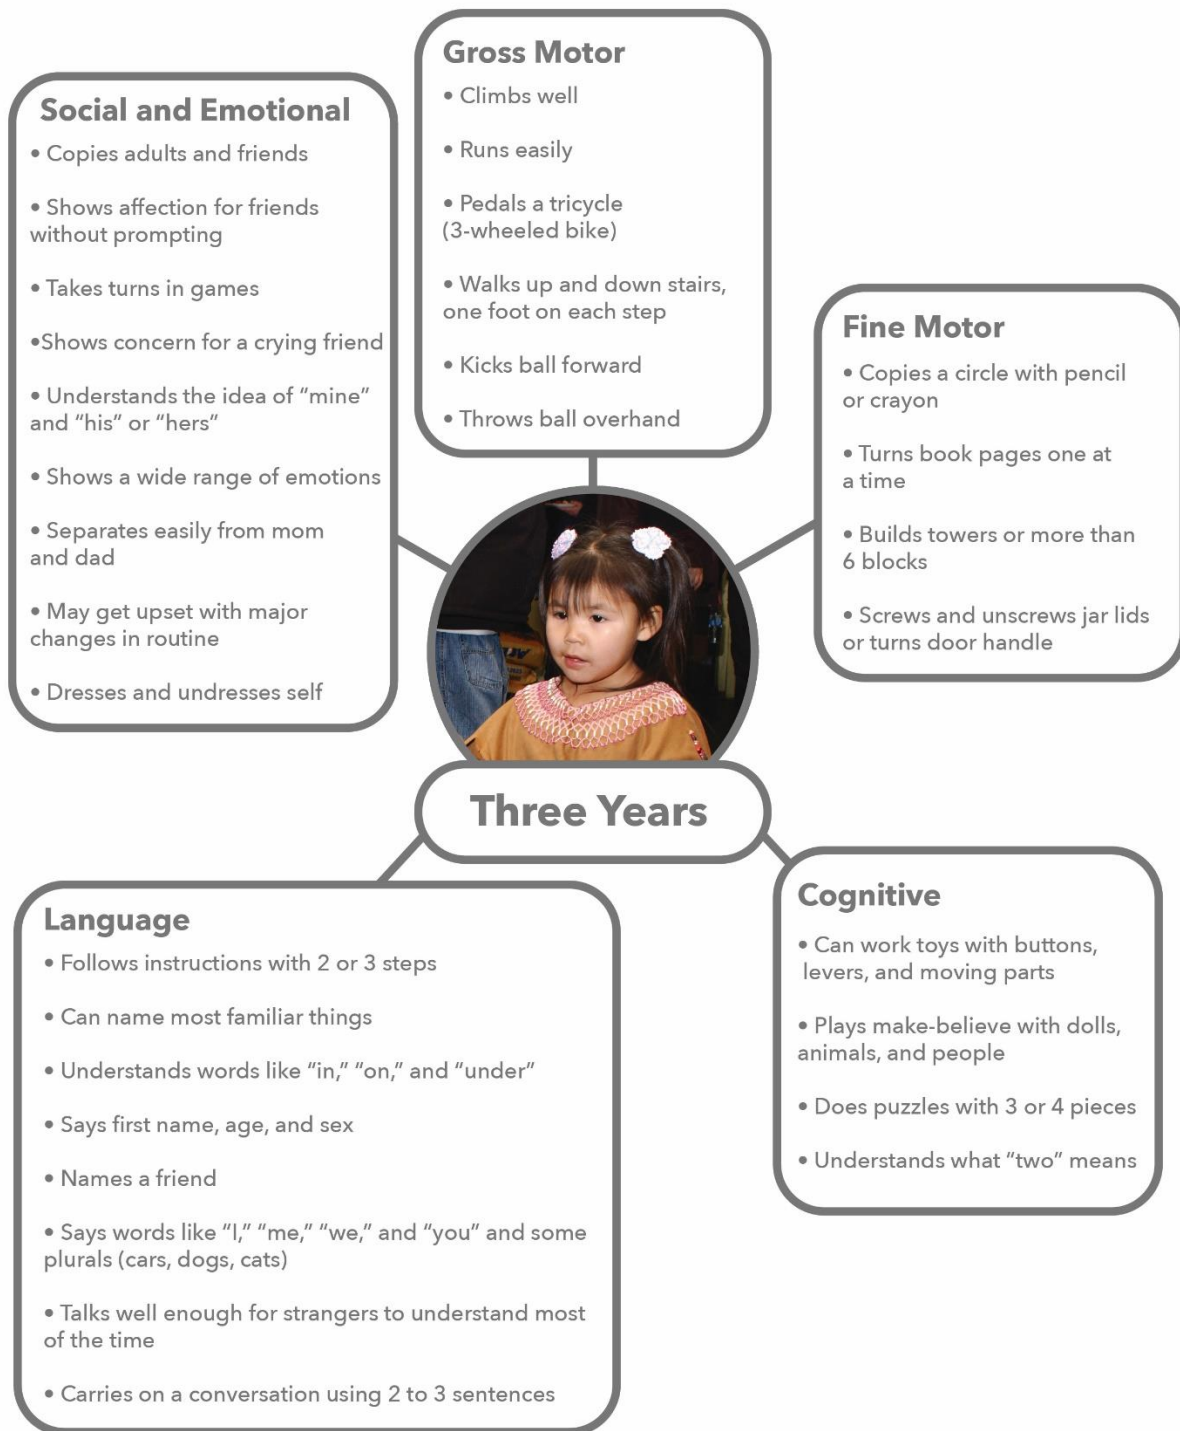 Gross Motor
• Climbs well
• Runs easily
• Pedals a tricycle
(3-wheeled bike)
• Walks up and down stairs,
one foot on each step
• Kicks ball forward
• Throws ball overhand
Social and Emotional
• Copies adults and friends
• Shows affection for friends
without prompting
• Takes turns in games
•Shows concern for a crying friend
• Understands the idea of “mine”
and “his” or “hers”
• Shows a wide range of emotions
• Separates easily from mom
and dad
• May get upset with major
changes in routine
• Dresses and undresses self
Fine Motor
• Copies a circle with pencil
or crayon
• Turns book pages one at
a time
• Builds towers or more than
6 blocks
• Screws and unscrews jar lids
or turns door handle
Three Years
Language
• Follows instructions with 2 or 3 steps
• Can name most familiar things
• Understands words like “in,” “on,” and “under”
• Says first name, age, and sex
• Names a friend
• Says words like “I,” “me,” “we,” and “you” and some
plurals (cars, dogs, cats)
• Talks well enough for strangers to understand most
of the time
• Carries on a conversation using 2 to 3 sentences
Cognitive
• Can work toys with buttons,
levers, and moving parts
• Plays make-believe with dolls,
animals, and people
• Does puzzles with 3 or 4 pieces
• Understands what “two” means